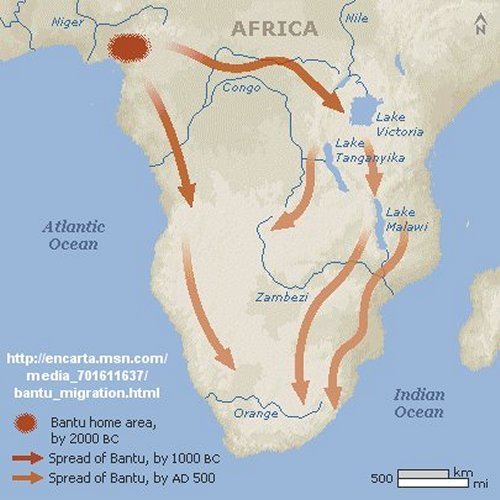 Niger
AFRICA
Nile
N
Congo
Lake
Victoria
Lake
Tanganyika
Lake
Malawi
Atlantic
Ocean
Zambezi
http://encarta.msn.com/
media_701611637/
bantu_migration.html
Orange
Indian
Ocean
Bantu home area,
by 2000 BC
Spread of Bantu, by 1000 BC
Spread of Bantu, by AD 500
500
km
mi